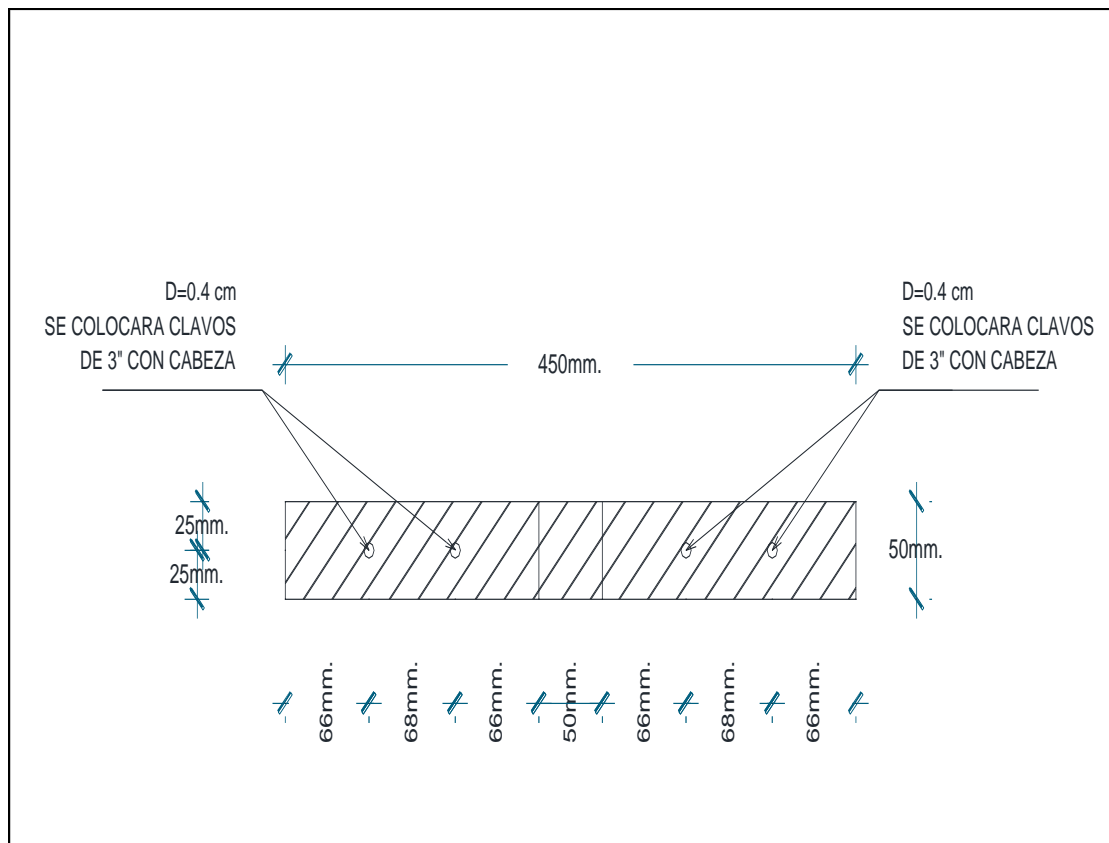 D=0.4 cm
SE COLOCARA CLAVOS
DE 3" CON CABEZA
D=0.4 cm
SE COLOCARA CLAVOS
DE 3" CON CABEZA
450mm.
25mm.
25mm.
50mm.
66mm.
68mm.
66mm.
50mm.
66mm.
68mm.
66mm.